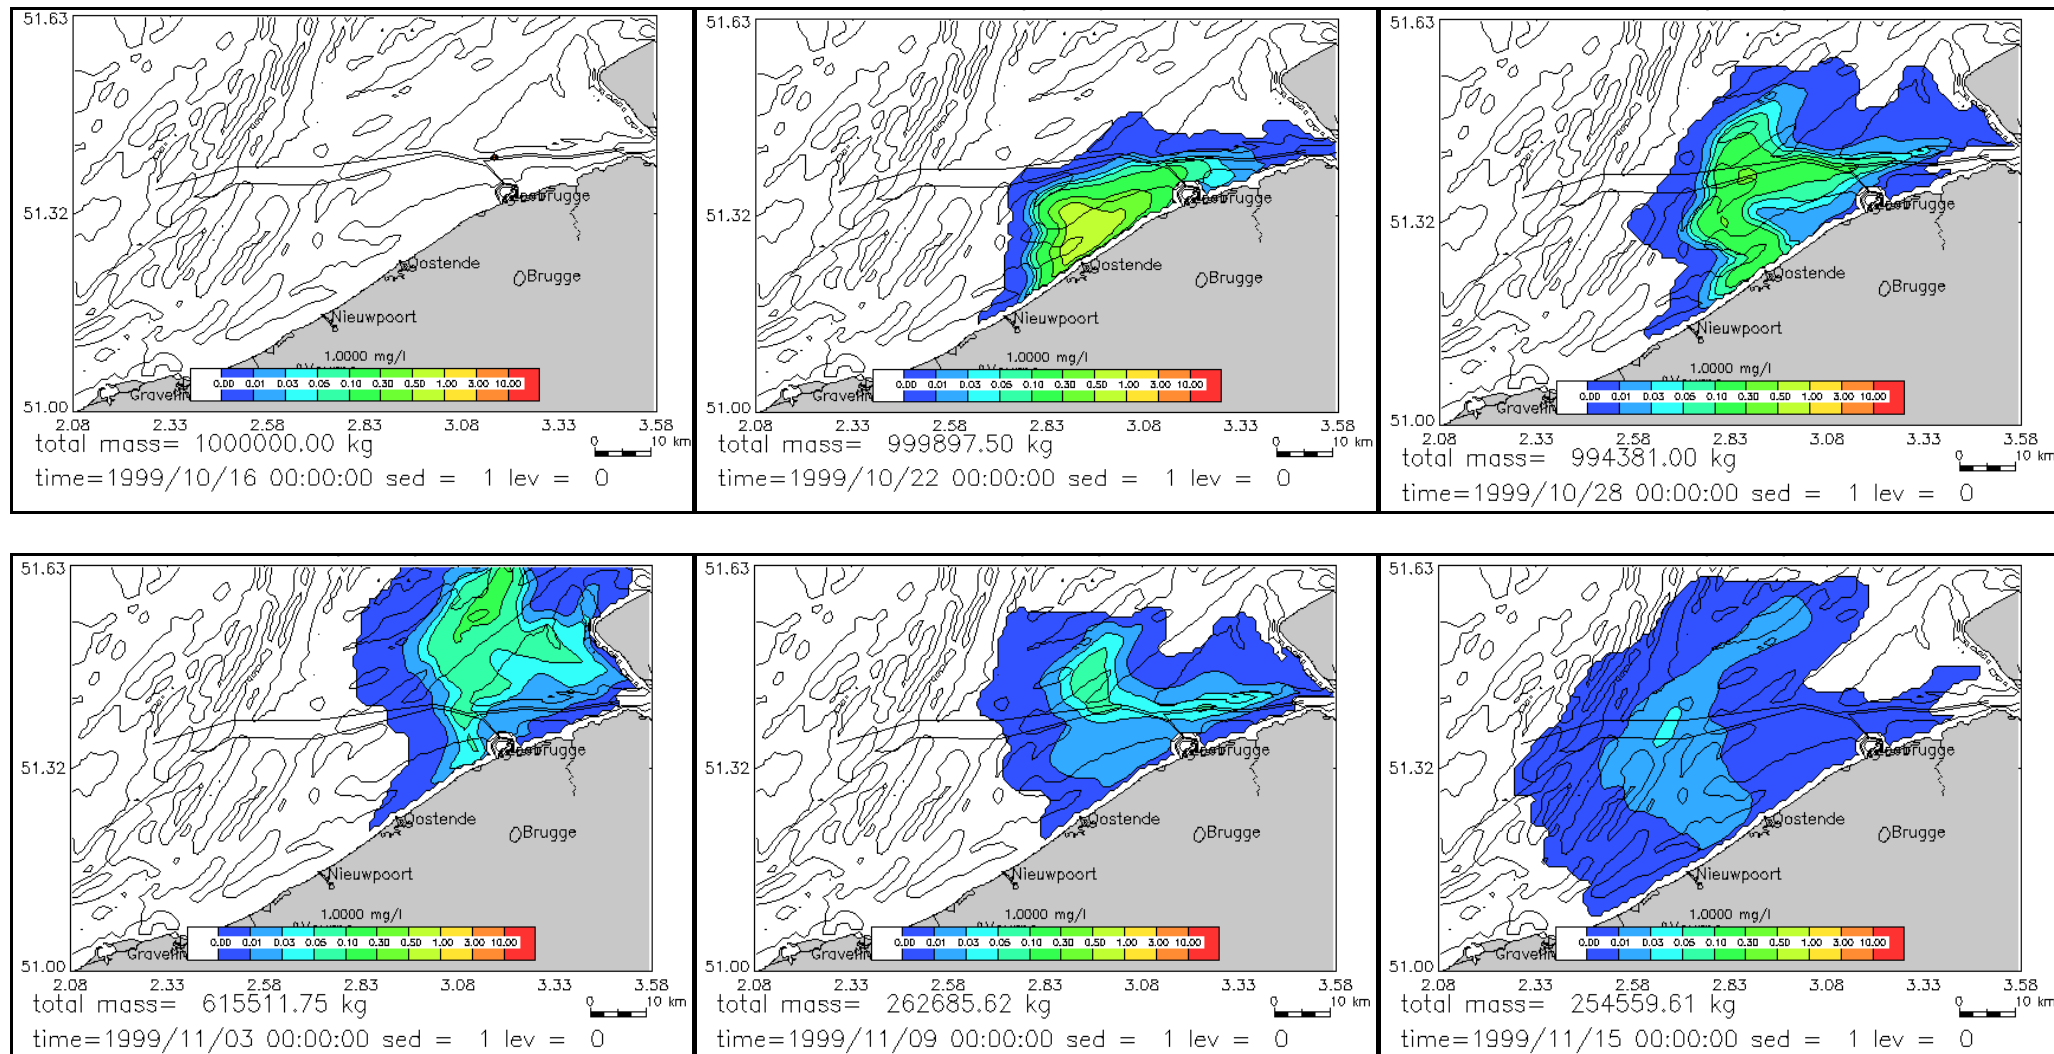 51.63
51.32
51.00
2.08 2.33 2.58 2.83 3.08 3.33 3.58
Oostende
Brugge
Nieuwpoort
1.0000 mg/l
0.00 0.01 0.03 0.05 0.10 0.30 0.50 1.00 3.00 10.00
0 10 km
total mass= 1000000.00 kg
time=1999/10/16 00:00:00 sed = 1 lev = 0
51.63
51.32
51.00
2.08 2.33 2.58 2.83 3.08 3.33 3.58
Oostende
Brugge
Nieuwpoort
1.0000 mg/l
0.00 0.01 0.03 0.05 0.10 0.30 0.50 1.00 3.00 10.00
0 10 km
total mass= 999897.50 kg
time=1999/10/22 00:00:00 sed = 1 lev = 0
51.63
51.32
51.00
2.08 2.33 2.58 2.83 3.08 3.33 3.58
Oostende
Brugge
Nieuwpoort
1.0000 mg/l
0.00 0.01 0.03 0.05 0.10 0.30 0.50 1.00 3.00 10.00
0 10 km
total mass= 994381.00 kg
time=1999/10/28 00:00:00 sed = 1 lev = 0
51.63
51.32
51.00
2.08 2.33 2.58 2.83 3.08 3.33 3.58
Oostende
Brugge
Nieuwpoort
1.0000 mg/l
0.00 0.01 0.03 0.05 0.10 0.30 0.50 1.00 3.00 10.00
0 10 km
total mass= 615511.75 kg
time=1999/11/03 00:00:00 sed = 1 lev = 0
51.63
51.32
51.00
2.08 2.33 2.58 2.83 3.08 3.33 3.58
Oostende
Brugge
Nieuwpoort
1.0000 mg/l
0.00 0.01 0.03 0.05 0.10 0.30 0.50 1.00 3.00 10.00
0 10 km
total mass= 262685.62 kg
time=1999/11/09 00:00:00 sed = 1 lev = 0
51.63
51.32
51.00
2.08 2.33 2.58 2.83 3.08 3.33 3.58
Oostende
Brugge
Nieuwpoort
1.0000 mg/l
0.00 0.01 0.03 0.05 0.10 0.30 0.50 1.00 3.00 10.00
0 10 km
total mass= 254559.61 kg
time=1999/11/15 00:00:00 sed = 1 lev = 0